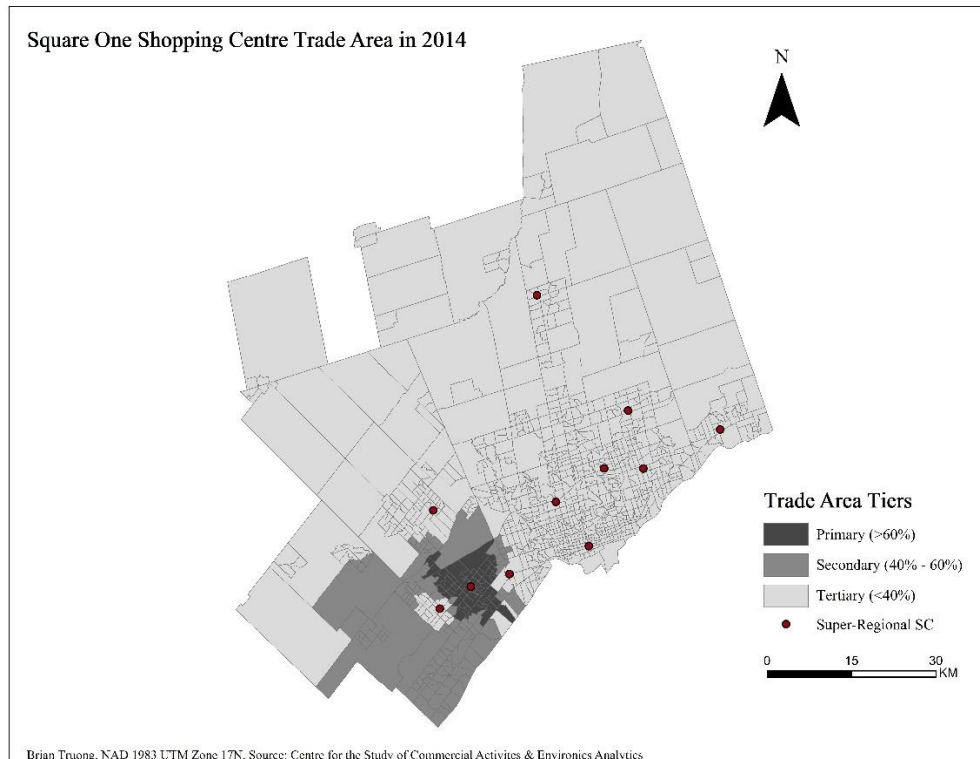 Square One Shopping Centre Trade Area in 2014
N
Trade Area Tiers
Primary (>60%)
Secondary (40% - 60%)
Tertiary (<40%)
Super-Regional SC
0 15 30
KM
Brian Truong, NAD 1983 UTM Zone 17N, Source: Centre for the Study of Commercial Activites & Environics Analytics